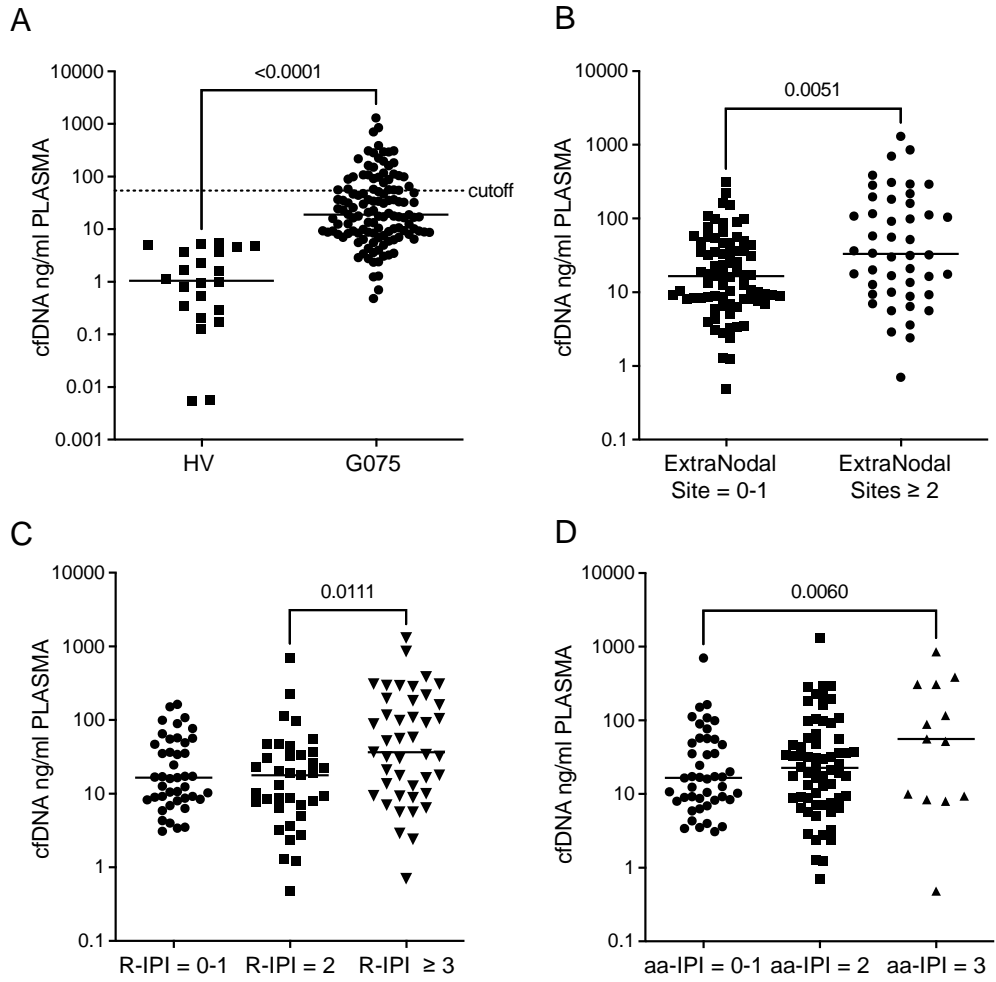 A
cfDNA ng/ml PLASMA
10000
1000
100
10
1
0.1
0.01
0.001
<0.0001
cutoff
HV
G075
B
cfDNA ng/ml PLASMA
10000
1000
100
10
1
0.1
0.0051
ExtraNodal
Site = 0-1
ExtraNodal
Sites ≥ 2
C
cfDNA ng/ml PLASMA
10000
1000
100
10
1
0.1
0.0111
R-IPI = 0-1
R-IPI = 2
R-IPI ≥ 3
D
cfDNA ng/ml PLASMA
10000
1000
100
10
1
0.1
0.0060
aa-IPI = 0-1
aa-IPI = 2
aa-IPI = 3